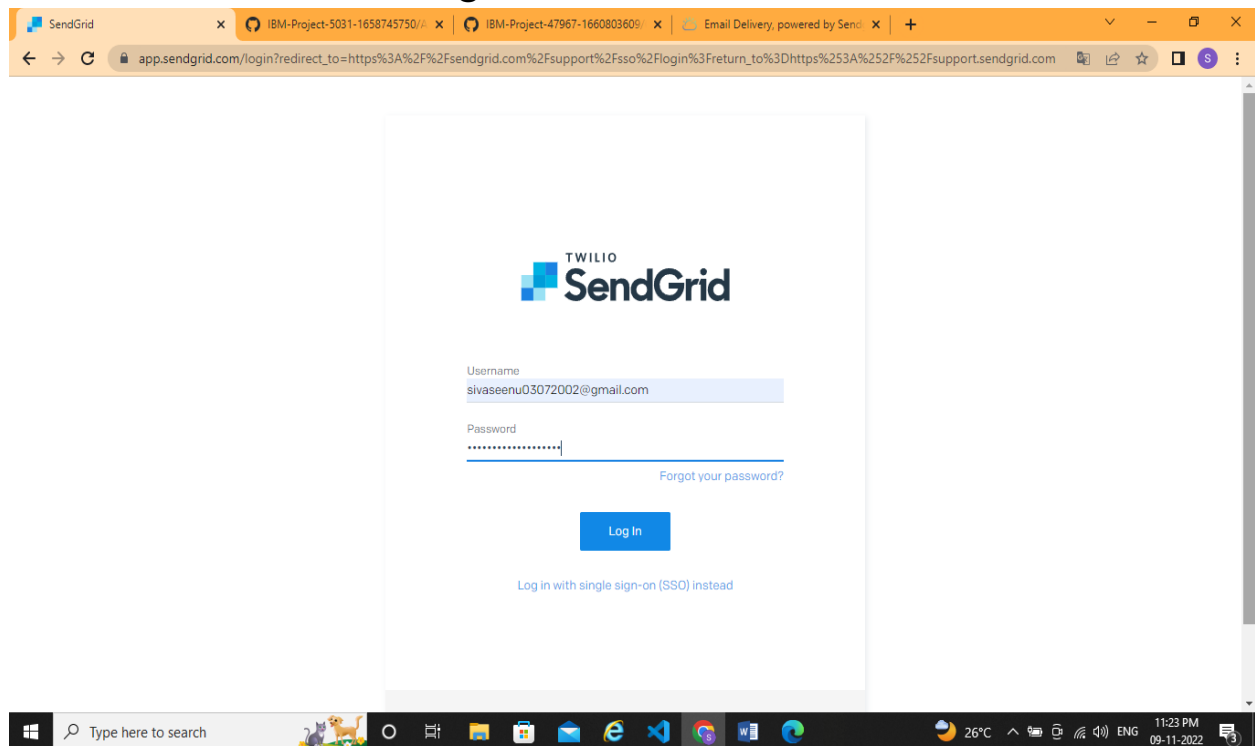 SendGrid
IBM-Project-5031-1658745750/A
IBM-Project-47967-1660803609/
Email Delivery, powered by Send
app.sendgrid.com/login?redirect_to=https%3A%2F%2Fsendgrid.com%2Fsupport%2Fsso%2Flogin%3Freturn_to%3Dhttps%253A%252F%252Fsupport.sendgrid.com
S
TWILIO
SendGrid
Username
sivaseenu03072002@gmail.com
Password
Forgot your password?
Log In
Log in with single sign-on (SSO) instead
Type here to search
26°C
ENG
11:23 PM
09-11-2022
3